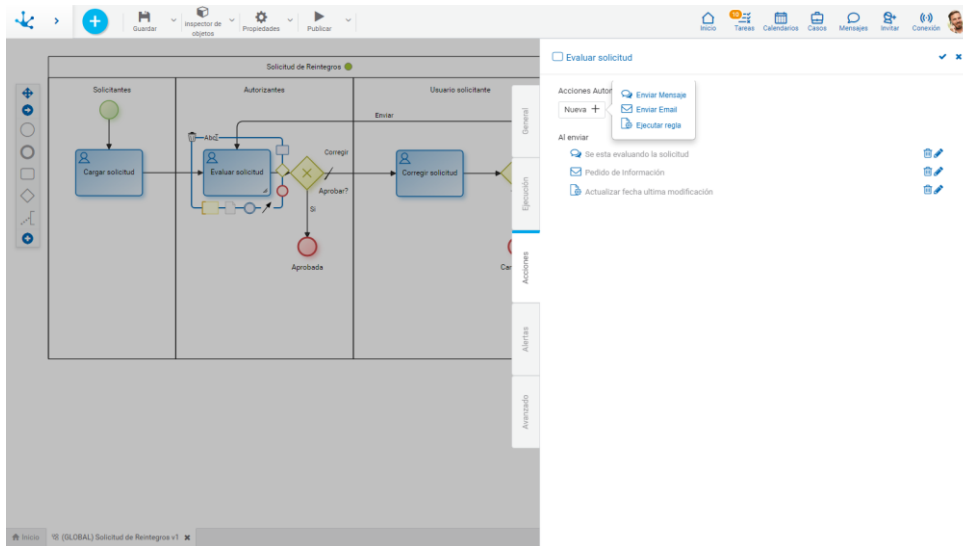 Guardar
Inspector de
objetos
Propiedades
Publicar
Inicio
10
Tareas
Calendarios
Casos
Mensajes
Invitar
Conexión
Solicitud de Reintegros
Solicitantes
Autorizantes
Usuario solicitante
Enviar
Abc
Corregir
Cargar solicitud
Evaluar solicitud
Corregir solicitud
Aprobar?
Si
Aprobada
General
Ejecución
Acciones
Alertas
Avanzado
Evaluar solicitud
Acciones
Nueva
Enviar Mensaje
Enviar Email
Ejecutar regla
Al enviar
Se esta evaluando la solicitud
Pedido de Información
Actualizar fecha ultima modificación
Inicio
(GLOBAL) Solicitud de Reintegros v1